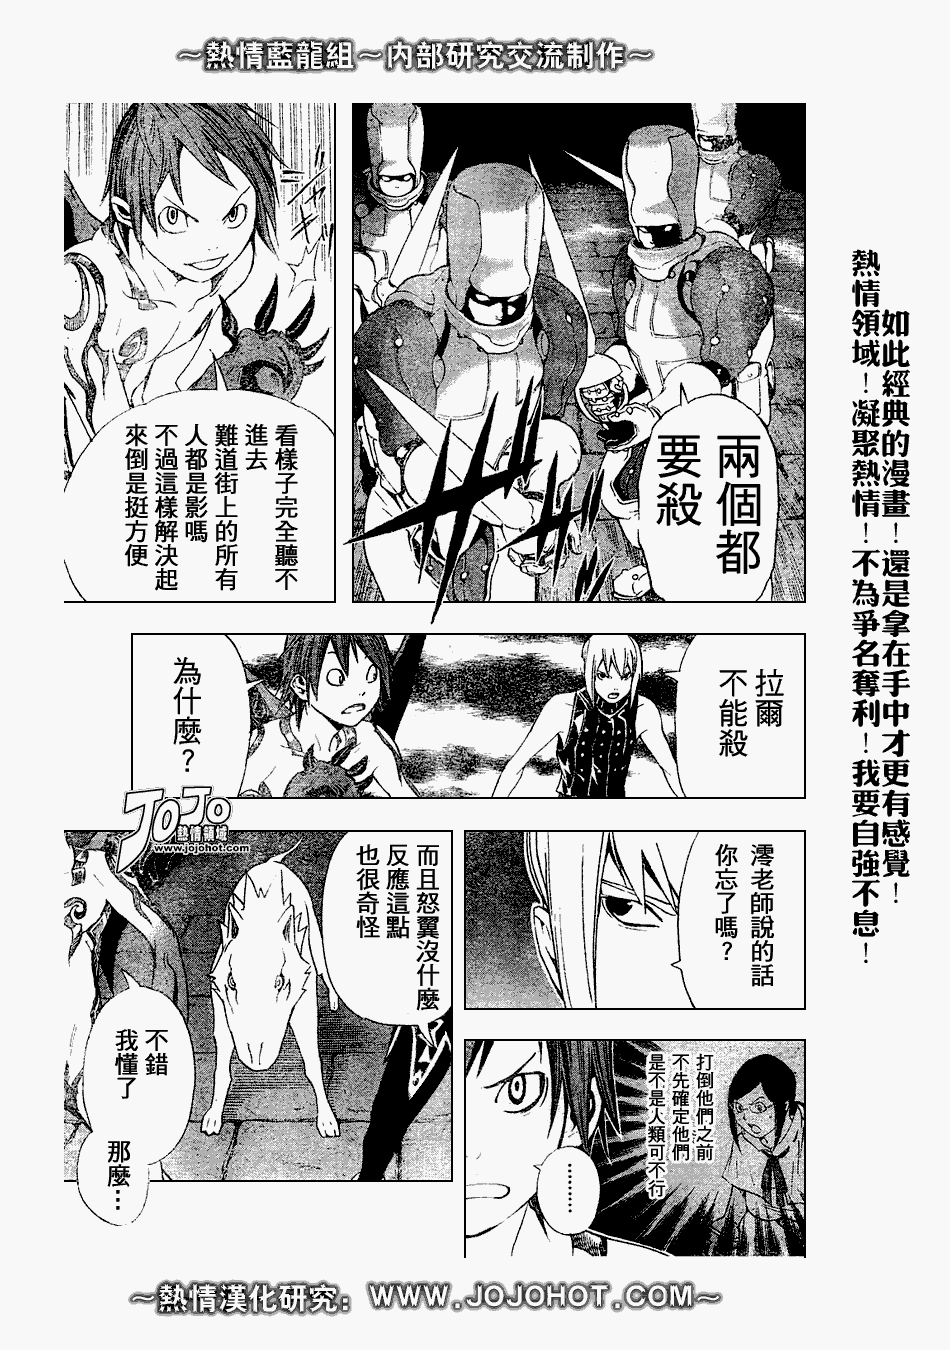 ～熱情藍龍組～内部研究交流制作～
兩個都
要殺
看樣子完全聽不
進去
難道街上的所有
人都是影嗎
不過這樣解決起
來倒是挺方便
拉爾
不能殺
為什麼？
澪老師說的話
你忘了嗎？
而且怒翼沒什麼
反應這點
也很奇怪
不錯
我懂了
那麼…
打倒他們之前
不先確定他們
是不是人類可不行
……
如此經典的漫畫！還是拿在手中才更有感覺！
熱情領域！凝聚熱情！不為爭名奪利！我要自強不息！
JOJO
熱情領域
www.jojohot.com
～熱情漢化研究：WWW.JOJOHOT.COM～